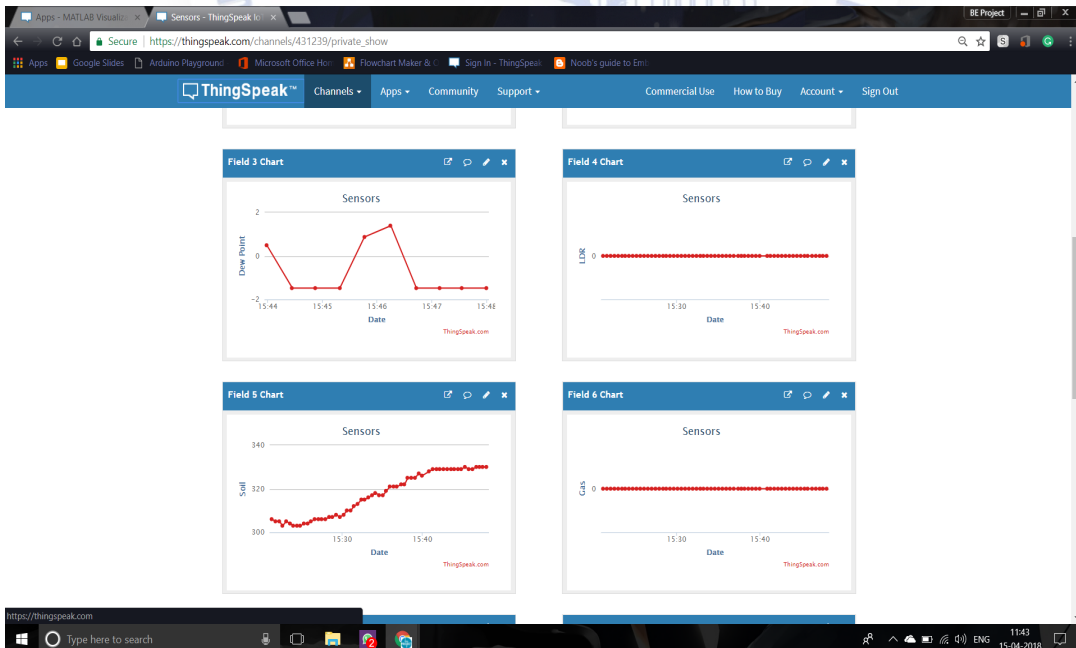 Apps - MATLAB Visualiz
Sensors - ThingSpeak Io
BE Project
Secure https://thingspeak.com/channels/431239/private_show
Apps Google Slides Arduino Playground Microsoft Office Hom Flowchart Maker & O Sign In - ThingSpeak Noob's guide to Em
ThingSpeak™ Channels Apps Community Support Commercial Use How to Buy Account Sign Out
Field 3 Chart
Sensors
2
0
-2
Dew Point
15:44 15:45 15:46 15:47 15:48
Date
ThingSpeak.com
Field 4 Chart
Sensors
LDR
0
15:30 15:40
Date
ThingSpeak.com
Field 5 Chart
Sensors
340
320
300
Soil
15:30 15:40
Date
ThingSpeak.com
Field 6 Chart
Sensors
Gas
0
15:30 15:40
Date
ThingSpeak.com
https://thingspeak.com
Type here to search
2
ENG
11:43
15-04-2018